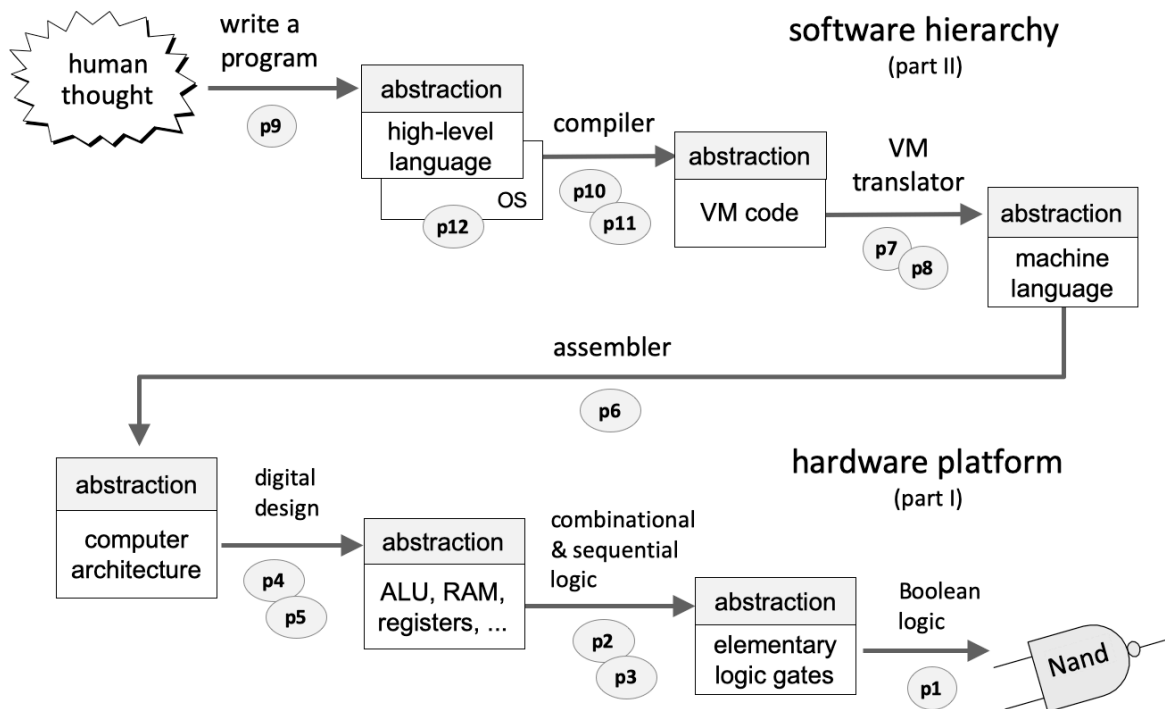 software hierarchy
(part II)
human
thought
write a
program
p9
abstraction
high-level
language
OS
p12
compiler
p10
p11
abstraction
VM code
VM
translator
p7
p8
abstraction
machine
language
assembler
p6
hardware platform
(part I)
abstraction
computer
architecture
digital
design
p4
p5
abstraction
ALU, RAM,
registers, ...
combinational
& sequential
logic
p2
p3
abstraction
elementary
logic gates
Boolean
logic
p1
Nand